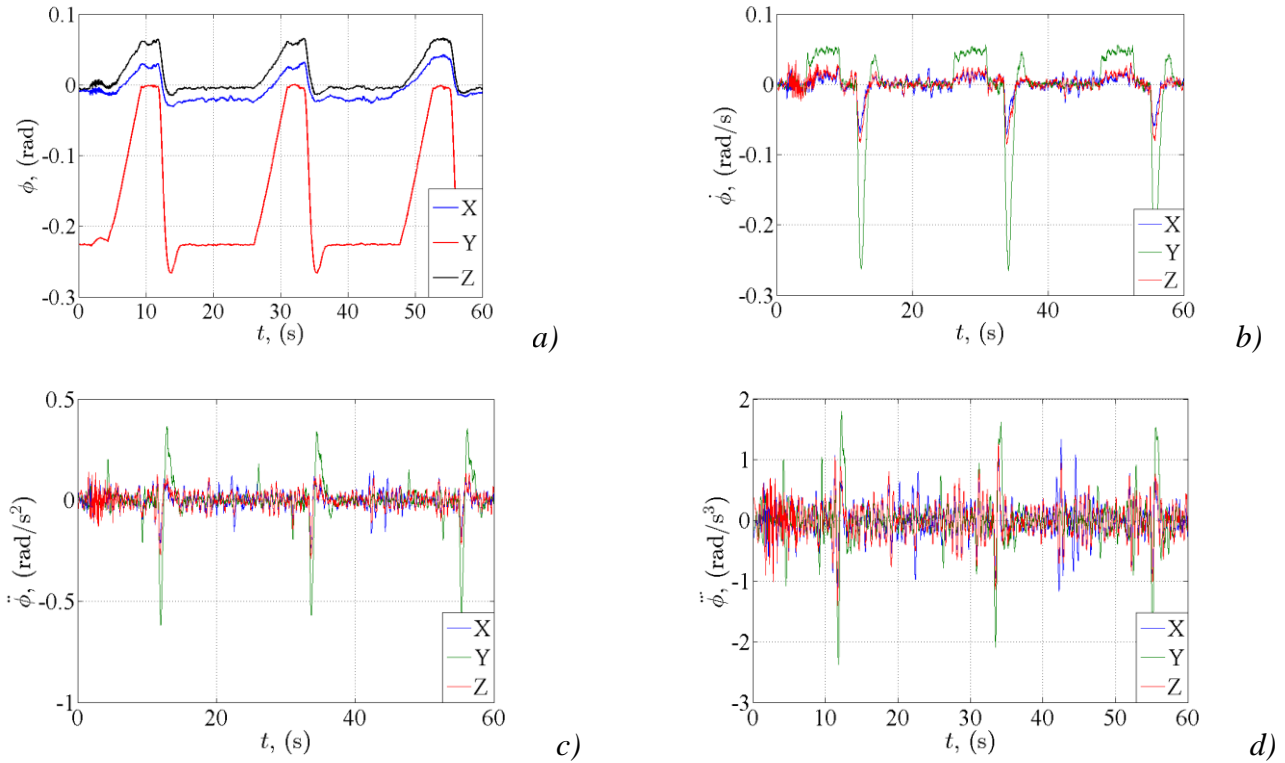 0.1
0
-0.1
-0.2
-0.3
ϕ, (rad)
X
Y
Z
0 10 20 30 40 50 60
t, (s)
a)
0.1
0
-0.1
-0.2
-0.3
ϕ̇, (rad/s)
X
Y
Z
0 20 40 60
t, (s)
b)
0.5
0
-0.5
-1
ϕ̈, (rad/s²)
X
Y
Z
0 20 40 60
t, (s)
c)
2
1
0
-1
-2
-3
ϕ⃛, (rad/s³)
X
Y
Z
0 10 20 30 40 50 60
t, (s)
d)